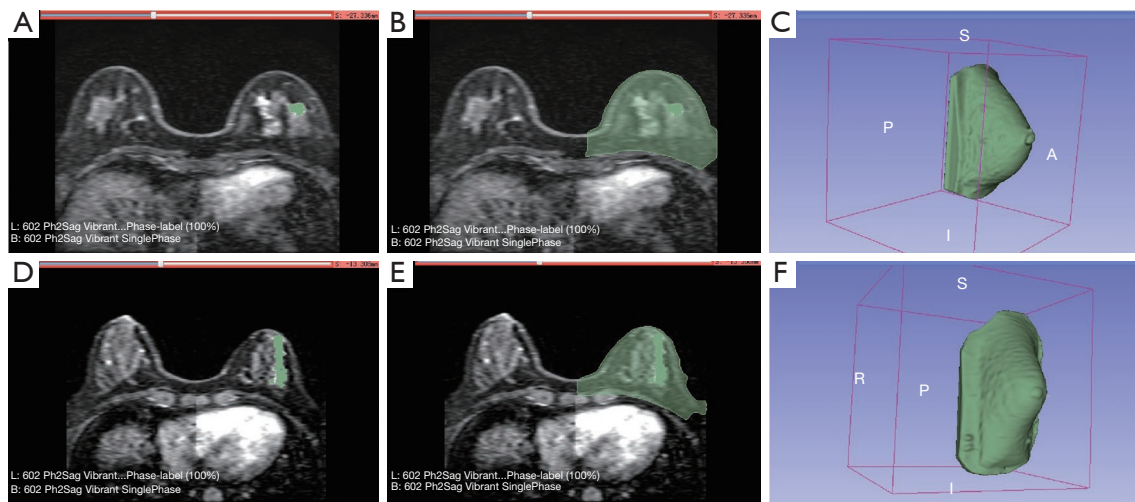 A
S: -27.336mm
L: 602 Ph2Sag Vibrant...Phase-label (100%)
B: 602 Ph2Sag Vibrant SinglePhase
B
S: -27.336mm
L: 602 Ph2Sag Vibrant...Phase-label (100%)
B: 602 Ph2Sag Vibrant SinglePhase
C
S
P
A
I
D
L: 602 Ph2Sag Vibrant...Phase-label (100%)
B: 602 Ph2Sag Vibrant SinglePhase
E
L: 602 Ph2Sag Vibrant...Phase-label (100%)
B: 602 Ph2Sag Vibrant SinglePhase
F
S
R
P
I